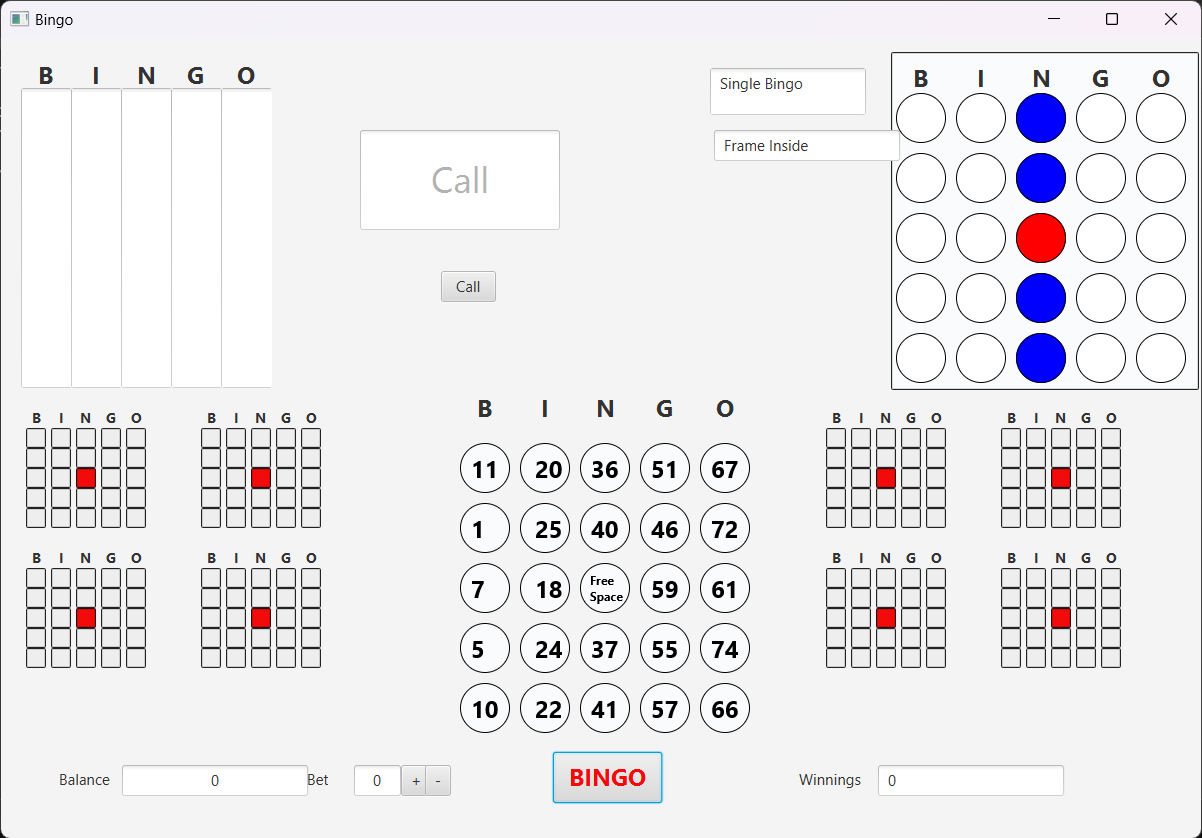 Bingo
B I N G O
Call
Call
Single Bingo
Frame Inside
B I N G O
B I N G O
B I N G O
B I N G O
B I N G O
B I N G O
B I N G O
B I N G O
B I N G O
B I N G O
11 20 36 51 67
1 25 40 46 72
7 18 Free Space 59 61
5 24 37 55 74
10 22 41 57 66
Balance 0 Bet 0 + - BINGO Winnings 0